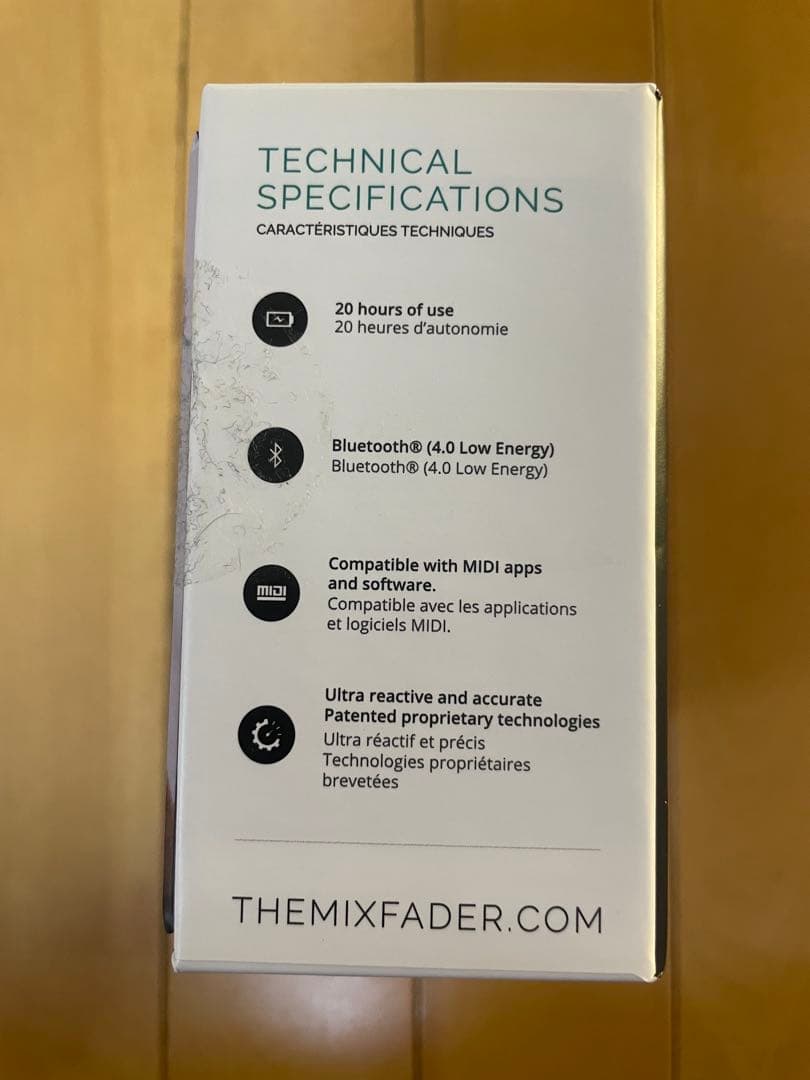 TECHNICAL
SPECIFICATIONS
CARACTÉRISTIQUES TECHNIQUES
20 hours of use
20 heures d'autonomie
Bluetooth® (4.0 Low Energy)
Bluetooth® (4.0 Low Energy)
Compatible with MIDI apps
and software.
MIDI
Compatible avec les applications
et logiciels MIDI.
Ultra reactive and accurate
Patented proprietary technologies
Ultra réactif et précis
Technologies propriétaires
brevetées
THEMIXFADER.COM